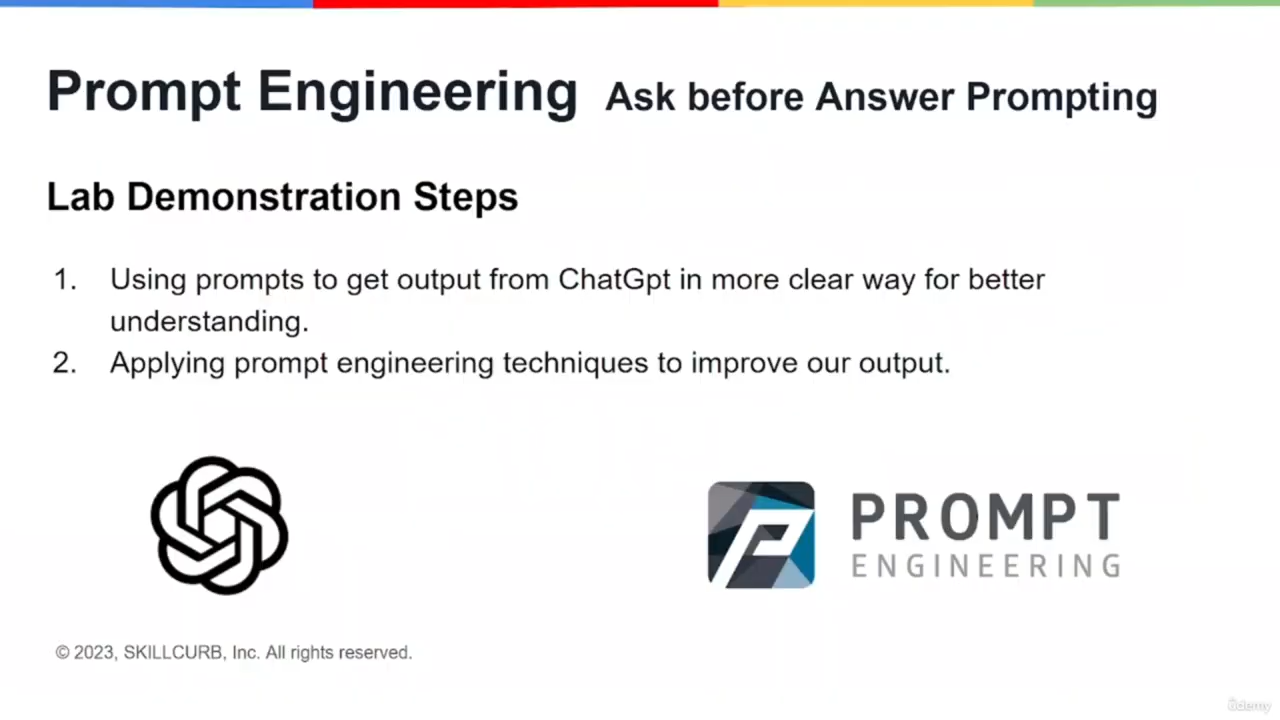 Prompt Engineering Ask before Answer Prompting
Lab Demonstration Steps
1. Using prompts to get output from ChatGpt in more clear way for better
understanding.
2. Applying prompt engineering techniques to improve our output.
PROMPT
ENGINEERING
© 2023, SKILLCURB, Inc. All rights reserved.
ûdemy